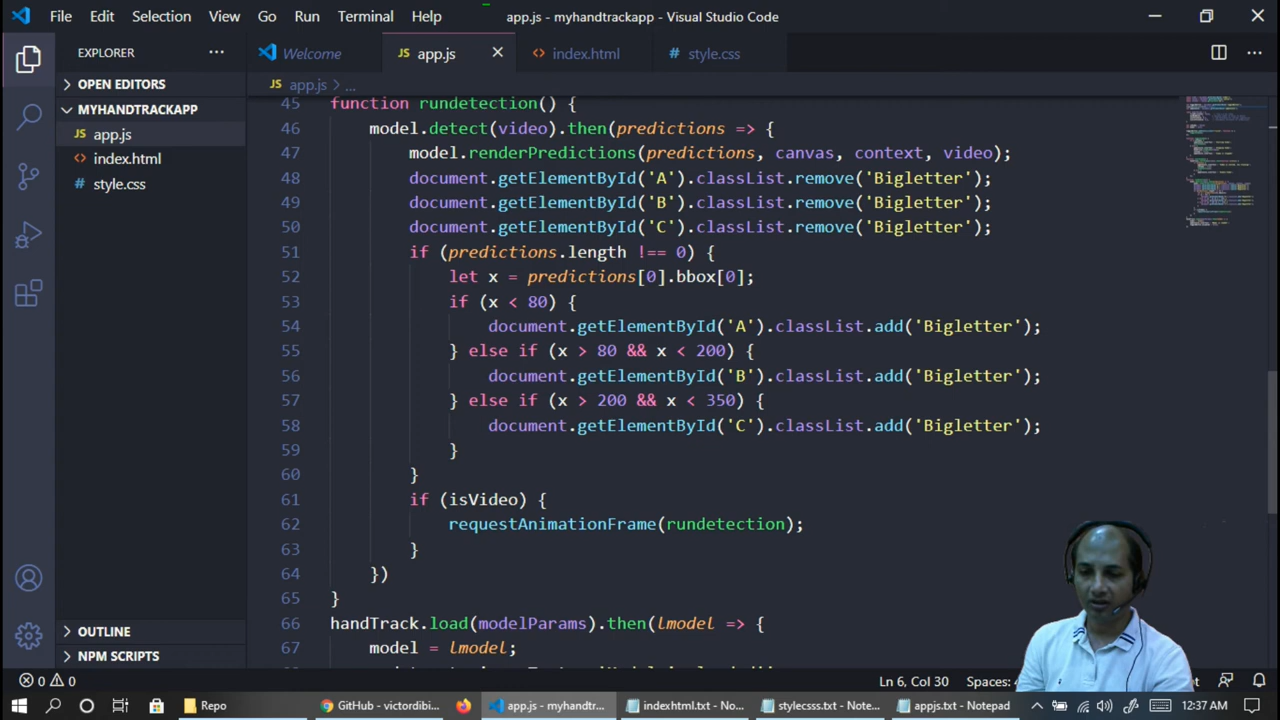 File Edit Selection View Go Run Terminal Help app.js - myhandtrackapp - Visual Studio Code
EXPLORER
Welcome
JS app.js
<> index.html
# style.css
OPEN EDITORS
JS app.js > ...
MYHANDTRACKAPP
JS app.js
<> index.html
# style.css
45 function rundetection() {
46 model.detect(video).then(predictions => {
47 model.renderPredictions(predictions, canvas, context, video);
48 document.getElementById('A').classList.remove('Bigletter');
49 document.getElementById('B').classList.remove('Bigletter');
50 document.getElementById('C').classList.remove('Bigletter');
51 if (predictions.length !== 0) {
52 let x = predictions[0].bbox[0];
53 if (x < 80) {
54 document.getElementById('A').classList.add('Bigletter');
55 } else if (x > 80 && x < 200) {
56 document.getElementById('B').classList.add('Bigletter');
57 } else if (x > 200 && x < 350) {
58 document.getElementById('C').classList.add('Bigletter');
59 }
60 }
61 if (isVideo) {
62 requestAnimationFrame(rundetection);
63 }
64 })
65 }
66 handTrack.load(modelParams).then(lmodel => {
67 model = lmodel;
OUTLINE
NPM SCRIPTS
0 0
Ln 6, Col 30 Spaces:
Repo
GitHub - victordibi...
app.js - myhandtra...
indexhtml.txt - No...
stylecsss.txt - Note...
appjs.txt - Notepad
12:37 AM